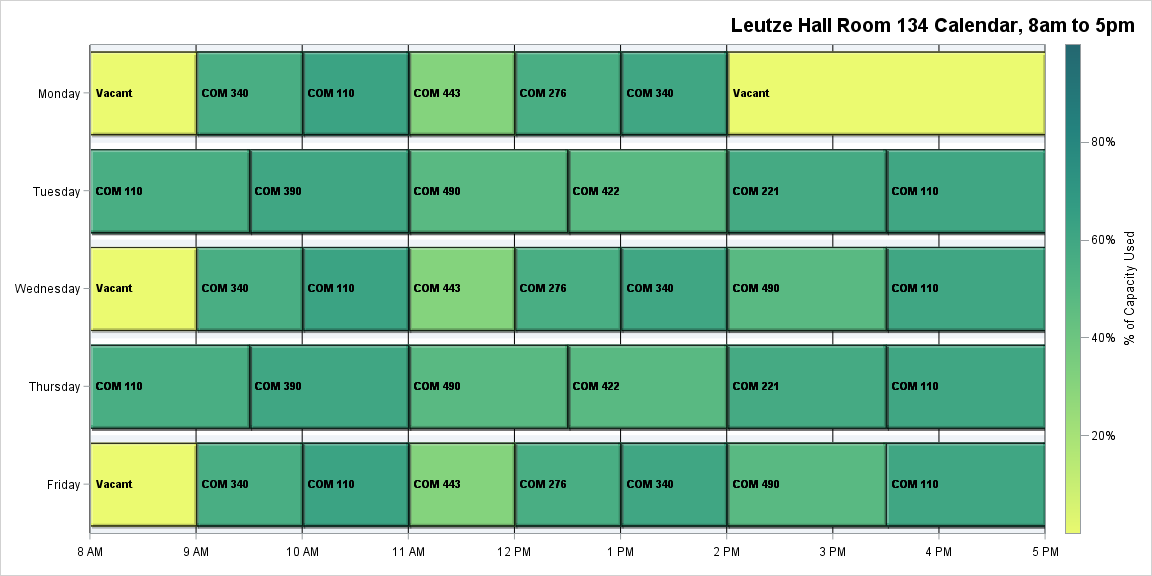 Leutze Hall Room 134 Calendar, 8am to 5pm
Monday
Vacant
COM 340
COM 110
COM 443
COM 276
COM 340
Vacant
Tuesday
COM 110
COM 390
COM 490
COM 422
COM 221
COM 110
Wednesday
Vacant
COM 340
COM 110
COM 443
COM 276
COM 340
COM 490
COM 110
Thursday
COM 110
COM 390
COM 490
COM 422
COM 221
COM 110
Friday
Vacant
COM 340
COM 110
COM 443
COM 276
COM 340
COM 490
COM 110
8 AM
9 AM
10 AM
11 AM
12 PM
1 PM
2 PM
3 PM
4 PM
5 PM
80%
60%
40%
20%
% of Capacity Used